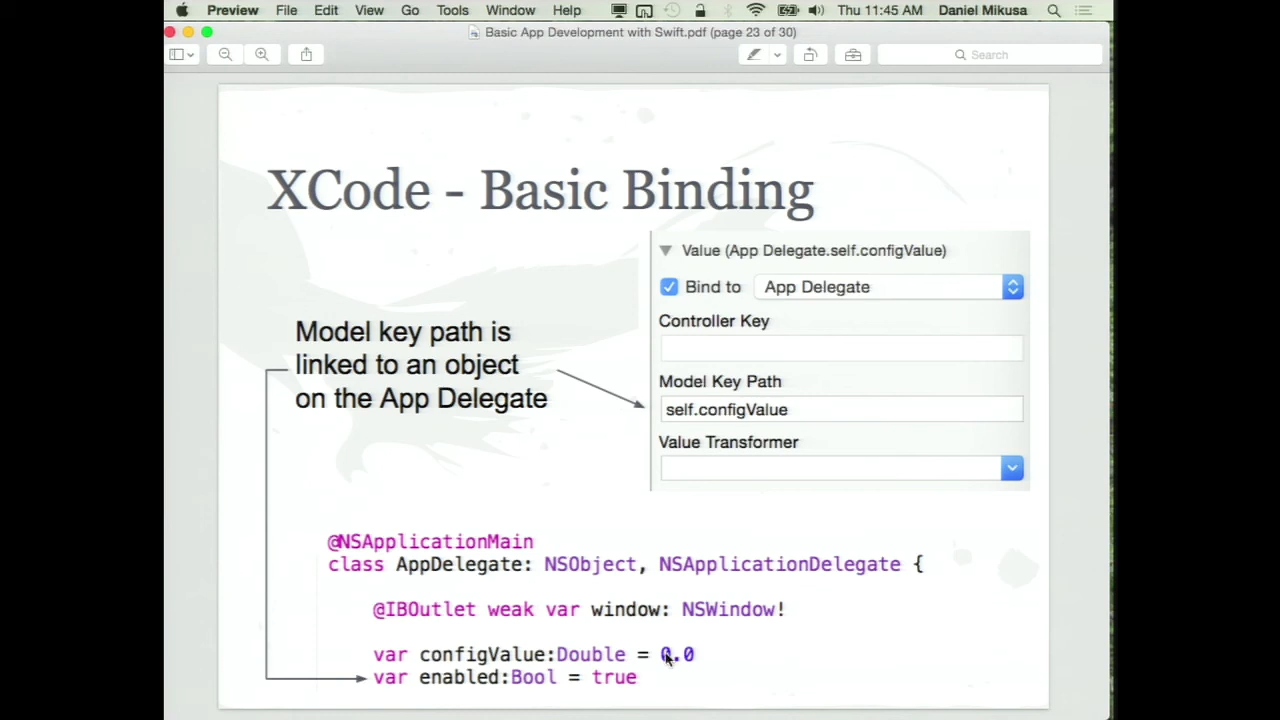 Preview File Edit View Go Tools Window Help Thu 11:45 AM Daniel Mikusa
Basic App Development with Swift.pdf (page 23 of 30)
Search
XCode - Basic Binding
Value (App Delegate.self.configValue)
Bind to App Delegate
Controller Key
Model key path is
linked to an object
on the App Delegate
Model Key Path
self.configValue
Value Transformer
@NSApplicationMain
class AppDelegate: NSObject, NSApplicationDelegate {
@IBOutlet weak var window: NSWindow!
var configValue:Double = 0.0
var enabled:Bool = true